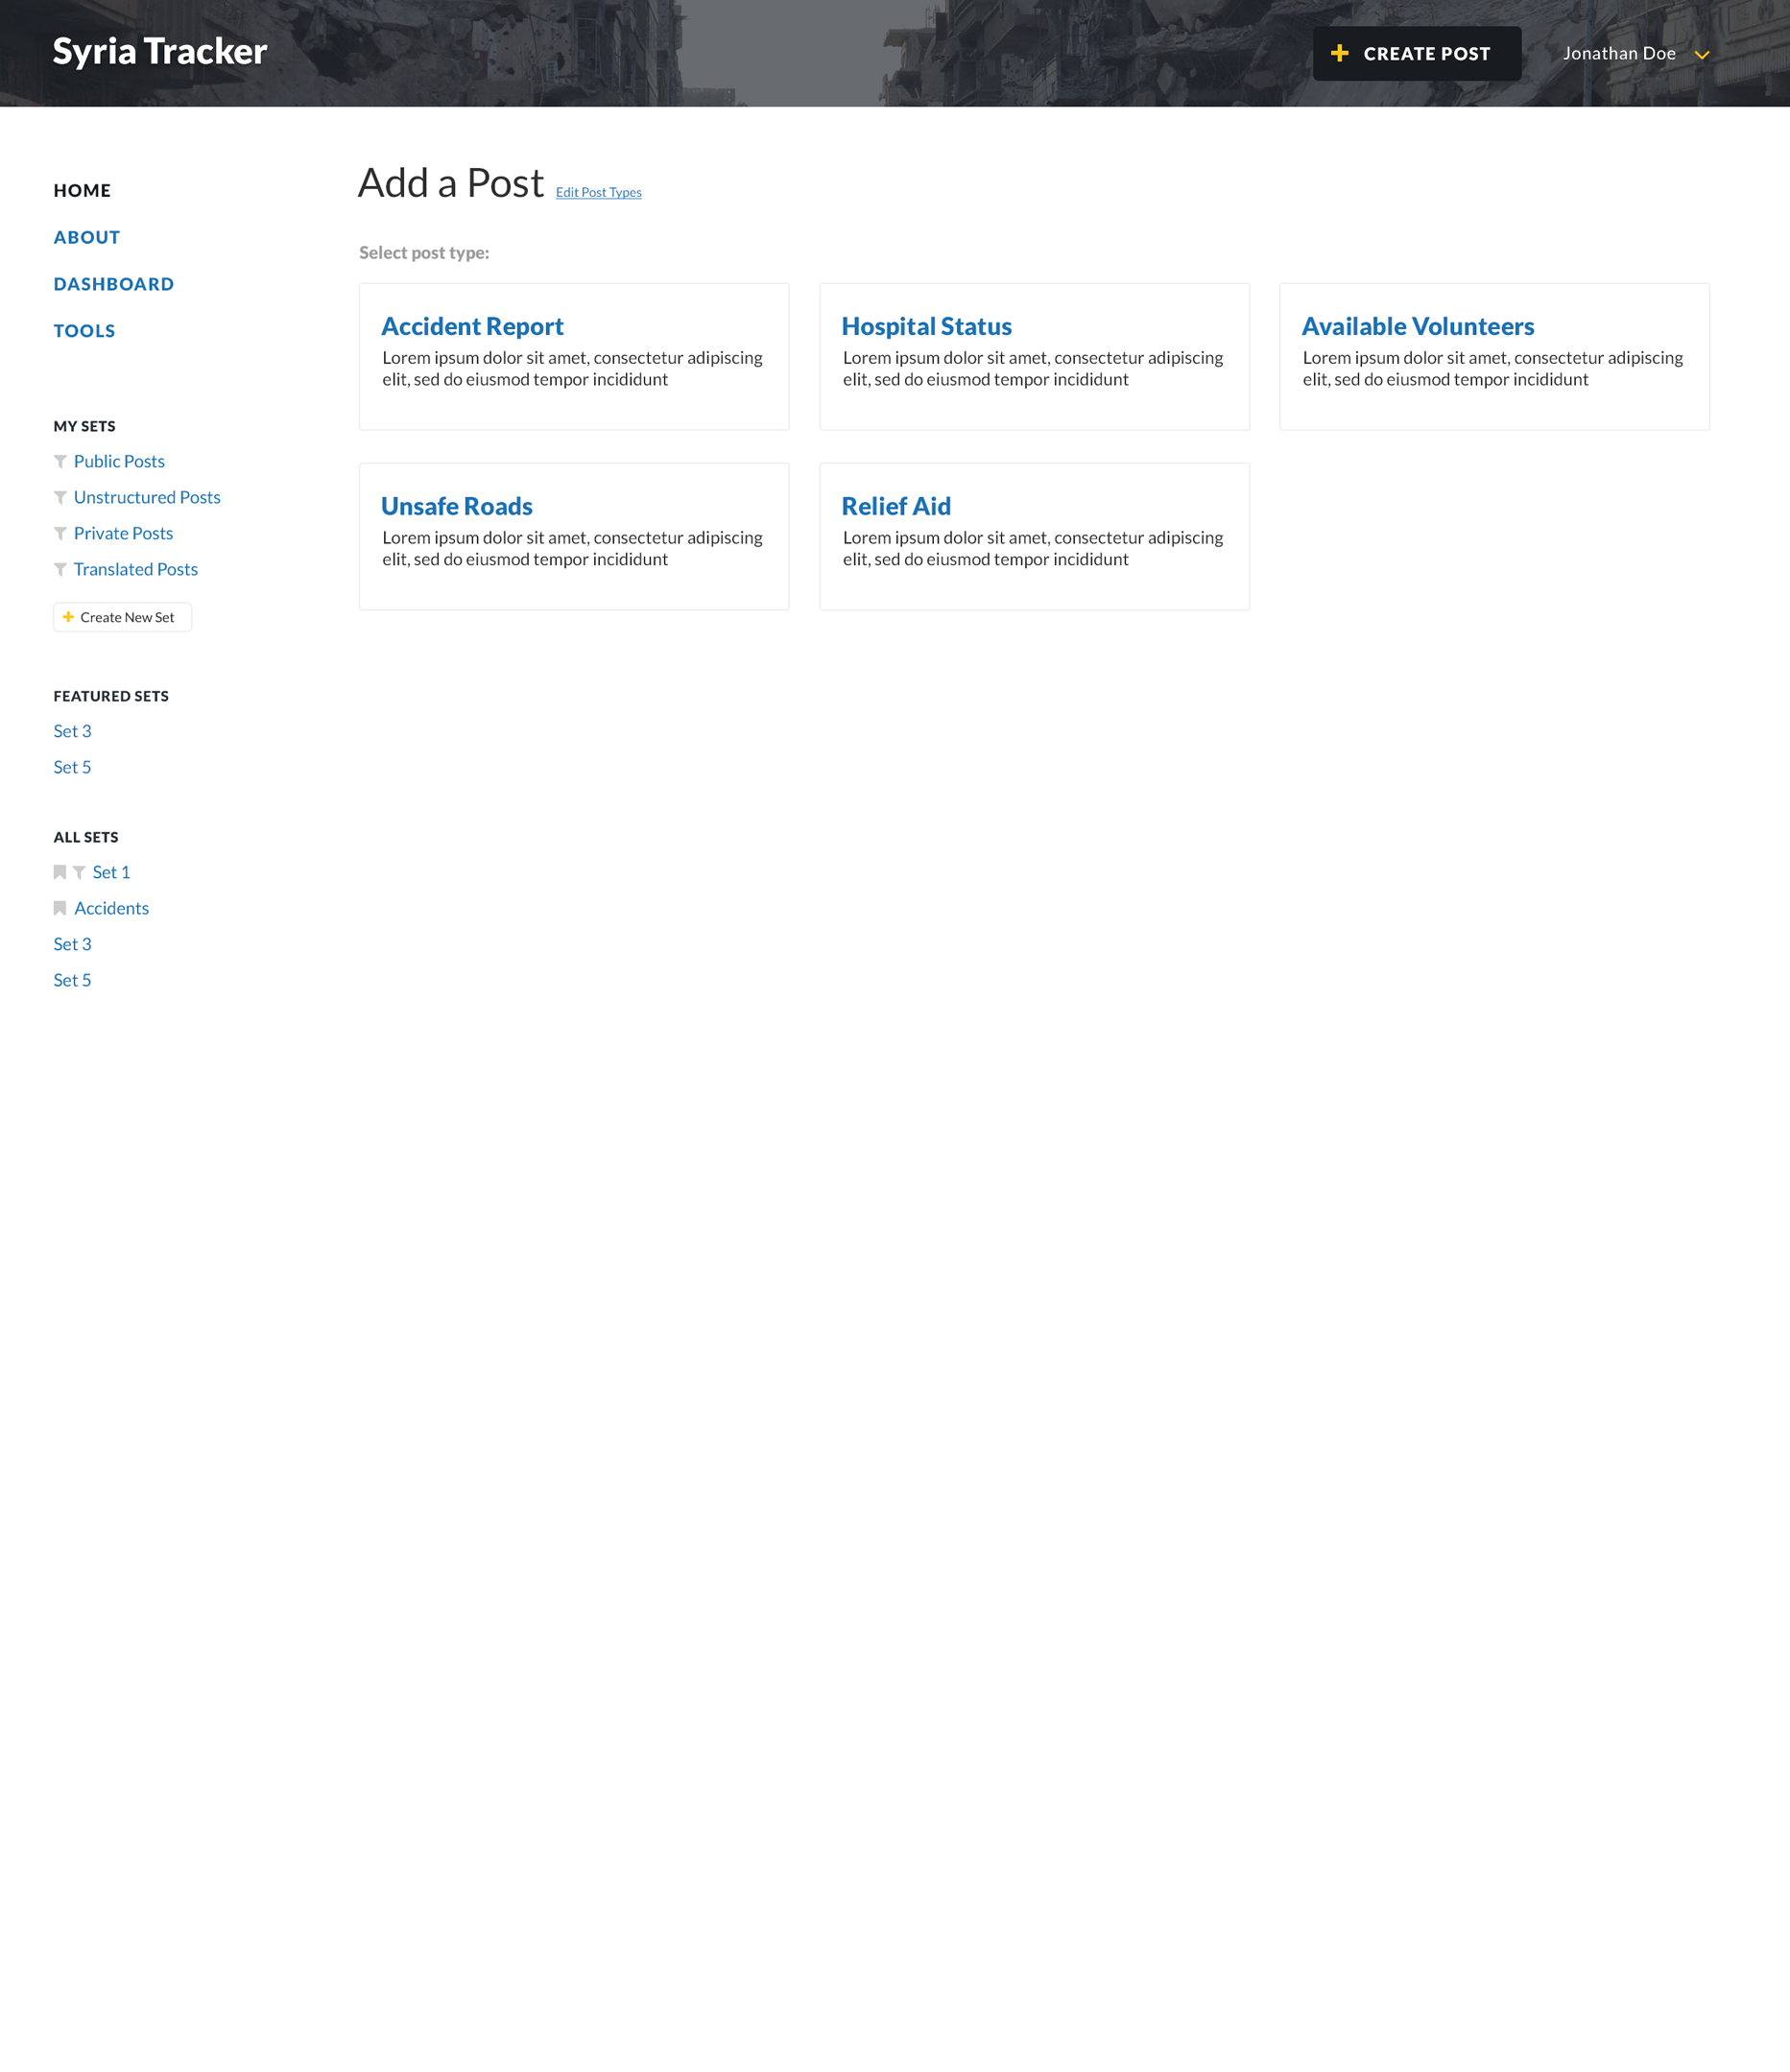 Syria Tracker
CREATE POST
Jonathan Doe
HOME
ABOUT
DASHBOARD
TOOLS
MY SETS
Public Posts
Unstructured Posts
Private Posts
Translated Posts
Create New Set
FEATURED SETS
Set 3
Set 5
ALL SETS
Set 1
Accidents
Set 3
Set 5
Add a Post
Edit Post Types
Select post type:
Accident Report
Lorem ipsum dolor sit amet, consectetur adipiscing
elit, sed do eiusmod tempor incididunt
Hospital Status
Lorem ipsum dolor sit amet, consectetur adipiscing
elit, sed do eiusmod tempor incididunt
Available Volunteers
Lorem ipsum dolor sit amet, consectetur adipiscing
elit, sed do eiusmod tempor incididunt
Unsafe Roads
Lorem ipsum dolor sit amet, consectetur adipiscing
elit, sed do eiusmod tempor incididunt
Relief Aid
Lorem ipsum dolor sit amet, consectetur adipiscing
elit, sed do eiusmod tempor incididunt